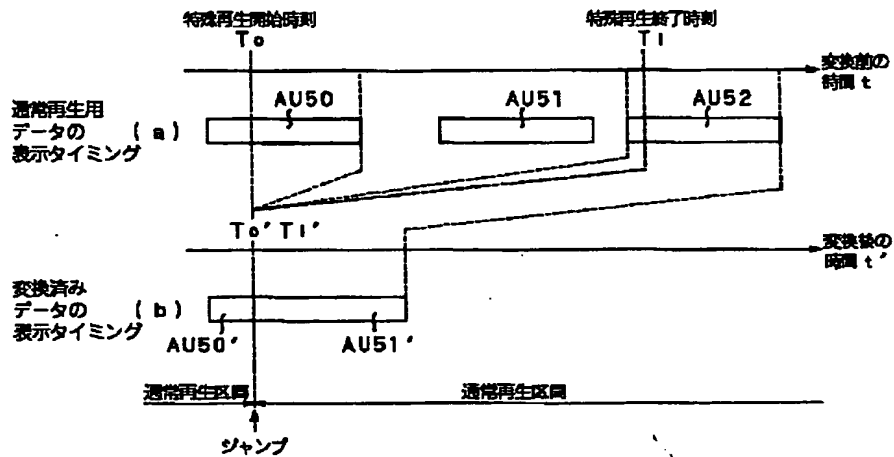 特殊再生開始時刻
To
特殊再生終了時刻
T1
変換前の
時間 t
通常再生用
データの (a)
表示タイミング
AU50
AU51
AU52
To' T1'
変換後の
時間 t'
変換済み
データの (b)
表示タイミング
AU50'
AU51'
通常再生区間
通常再生区間
ジャンプ